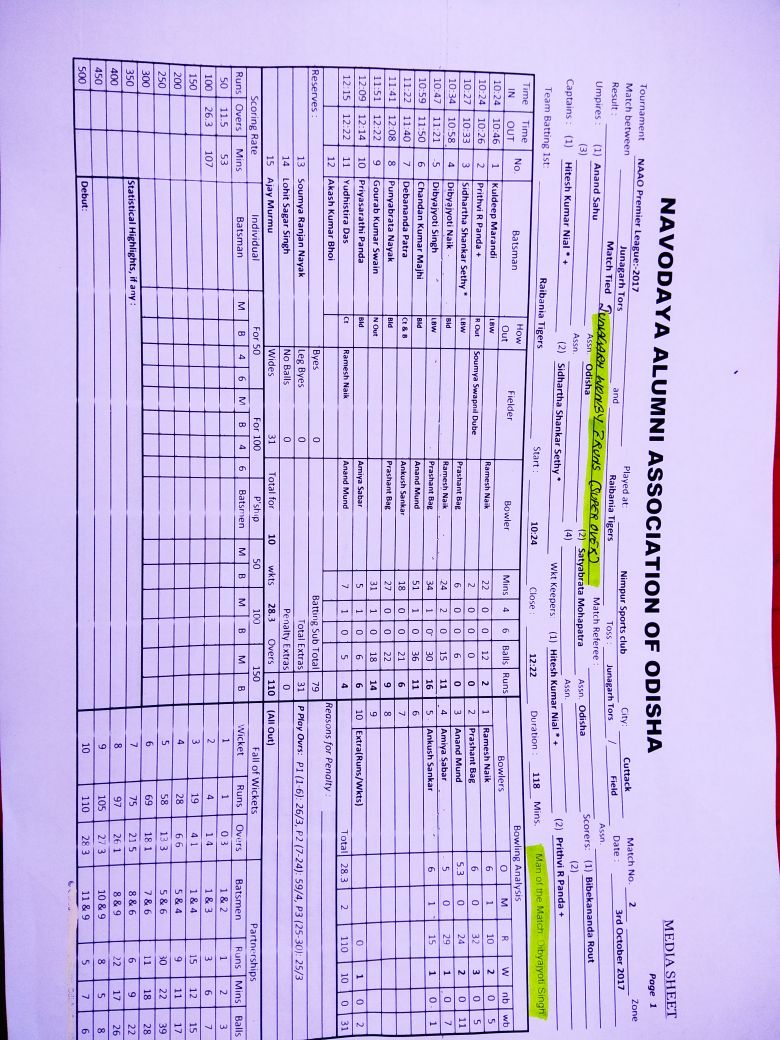 NAVODAYA ALUMNI ASSOCIATION OF ODISHA
MEDIA SHEET
Page 1
Tournament NAAO Premier League:-2017 Played at: Nimpur Sports club City: Cuttack Match No. 2 Zone
Match between Junagarh Tors and Raibania Tigers Toss: Junagarh Tors / Field Date: 3rd October 2017
Result: Match Tied JUNAGARH WON BY 2 RUNS (SUPER OVER)
Umpires: (1) Anand Sahu Assn. Odisha (2) Satyabrata Mohapatra Assn. Odisha Scorers: (1) Bibekananda Rout
(3) Assn. (4) Assn. Match Referee: Assn. (2)
Captains: (1) Hitesh Kumar Nial * + (2) Sidhartha Shankar Sethy * Wkt Keepers: (1) Hitesh Kumar Nial * + (2) Prithvi R Panda +
Team Batting 1st: Raibania Tigers Start: 10:24 Close: 12:22 Duration: 118 Mins. Man of the Match: Dibyajyoti Singh
Time IN Time OUT No. Batsman How Out Fielder Bowler Mins 4 6 Balls Runs
10:24 10:46 1 Kuldeep Marandi LBW Ramesh Naik 22 0 0 12 2
10:24 10:26 2 Prithvi R Panda + R Out Soumya Swapnil Dube 2 0 0 0 0
10:27 10:33 3 Sidhartha Shankar Sethy * LBW Prashant Bag 6 0 0 6 0
10:34 10:58 4 Dibyajyoti Naik Bld Ramesh Naik 24 2 0 15 11
10:47 11:21 5 Dibyajyoti Singh LBW Prashant Bag 34 1 0 30 16
10:59 11:50 6 Chandan Kumar Majhi Bld Anand Mund 51 1 0 36 11
11:22 11:40 7 Debananda Patra Ct & B Ankush Sankar 18 0 0 21 6
11:41 12:08 8 Punyabrata Nayak Bld Prashant Bag 27 0 0 22 9
11:51 12:22 9 Gourab Kumar Swain N Out 31 1 0 18 14
12:09 12:14 10 Priyasarathi Panda Bld Amiya Sabar 5 1 0 6 6
12:15 12:22 11 Yudhistira Das Ct Ramesh Naik Anand Mund 7 1 0 5 4
12 Akash Kumar Bhoi
Reserves: Byes 0 Batting Sub Total 79
13 Soumya Ranjan Nayak Leg Byes 0 Total Extras 31
14 Lohit Sagar Singh No Balls 0 Penalty Extras 0
15 Ajay Murmu Wides 31 Total for 10 wkts 28.3 Overs 110 (All Out)
Bowling Analysis
Bowlers O M R W nb wb
1 Ramesh Naik 6 1 10 2 0 5
2 Prashant Bag 6 0 32 3 0 5
3 Anand Mund 5.3 0 24 2 0 11
4 Amiya Sabar 5 0 29 1 0 7
5 Ankush Sankar 6 1 15 1 0 1
6
7
8
9
10 Extra(Runs/Wkts) 0 1 0 2
Total 28.3 2 110 10 0 31
Reasons for Penalty:
P Play Ovrs: P1 (1-6): 26/3, P2 (7-24): 59/4, P3 (25-30): 25/3
Scoring Rate
Runs Overs Mins
50 11.5 53
100 26.3 107
150
200
250
300
350
400
450
500
Individual For 50 For 100 P'ship 50 100 150
Batsman M B 4 6 M B 4 6 Batsmen M B M B M B
Statistical Highlights, if any:
Debut:
Fall of Wickets Partnerships
Wicket Runs Overs Batsmen Runs Mins Balls
1 1 0.3 1 & 2 1 2 3
2 4 1.4 1 & 3 3 6 7
3 19 4.1 1 & 4 15 12 15
4 28 6.6 5 & 4 9 11 17
5 58 13.3 5 & 6 30 22 39
6 69 18.1 7 & 6 11 18 28
7 75 21.5 8 & 6 6 9 22
8 97 26.1 8 & 9 22 17 26
9 105 27.3 10 & 9 8 5 8
10 110 28.3 11 & 9 5 7 6